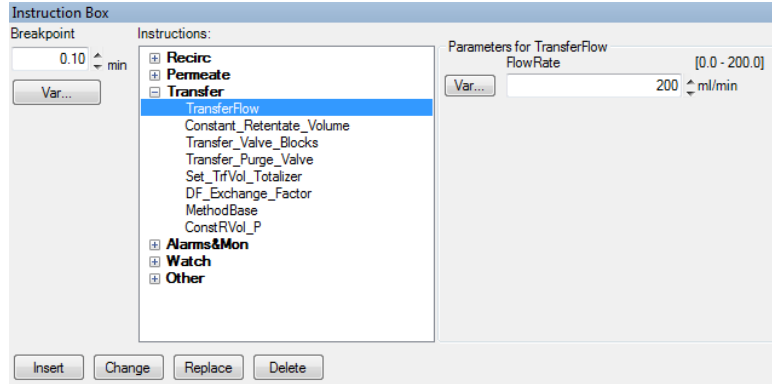 Instruction Box
Breakpoint
0.10 min
Var...
Instructions:
Recirc
Permeate
Transfer
TransferFlow
Constant_Retentate_Volume
Transfer_Valve_Blocks
Transfer_Purge_Valve
Set_TrfVol_Totalizer
DF_Exchange_Factor
MethodBase
ConstRVol_P
Alarms&Mon
Watch
Other
Parameters for TransferFlow
FlowRate [0.0 - 200.0]
Var... 200 ml/min
Insert Change Replace Delete